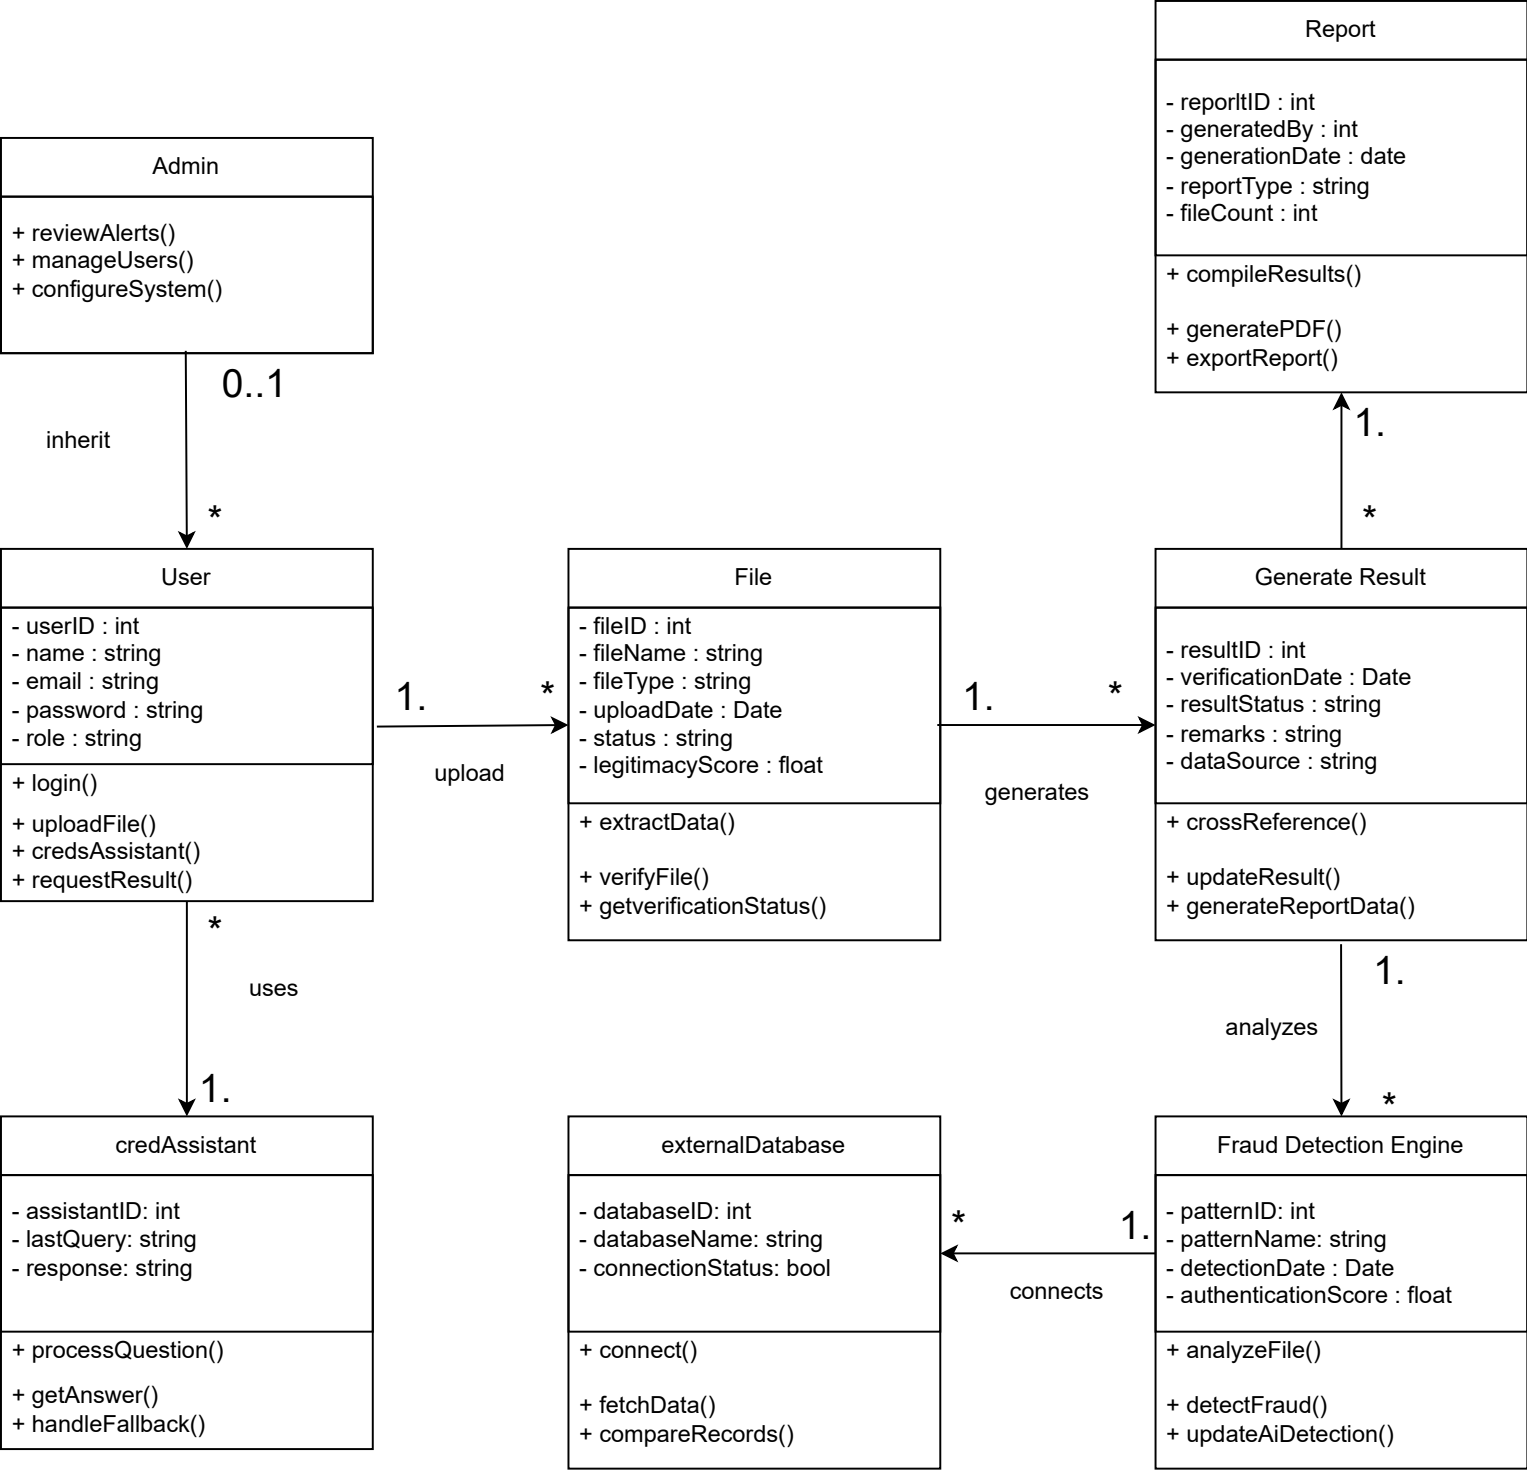 Report
- reporltID : int
- generatedBy : int
- generationDate : date
- reportType : string
- fileCount : int
+ compileResults()
+ generatePDF()
+ exportReport()
Admin
+ reviewAlerts()
+ manageUsers()
+ configureSystem()
0..1
inherit
*
1.
*
User
- userID : int
- name : string
- email : string
- password : string
- role : string
+ login()
+ uploadFile()
+ credsAssistant()
+ requestResult()
1.
*
upload
File
- fileID : int
- fileName : string
- fileType : string
- uploadDate : Date
- status : string
- legitimacyScore : float
+ extractData()
+ verifyFile()
+ getverificationStatus()
1.
*
generates
Generate Result
- resultID : int
- verificationDate : Date
- resultStatus : string
- remarks : string
- dataSource : string
+ crossReference()
+ updateResult()
+ generateReportData()
*
uses
1.
1.
analyzes
*
credAssistant
- assistantID: int
- lastQuery: string
- response: string
+ processQuestion()
+ getAnswer()
+ handleFallback()
externalDatabase
- databaseID: int
- databaseName: string
- connectionStatus: bool
+ connect()
+ fetchData()
+ compareRecords()
*
1.
connects
Fraud Detection Engine
- patternID: int
- patternName: string
- detectionDate : Date
- authenticationScore : float
+ analyzeFile()
+ detectFraud()
+ updateAiDetection()